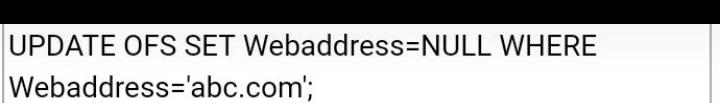 UPDATE OFS SET Webaddress=NULL WHERE
Webaddress='abc.com';